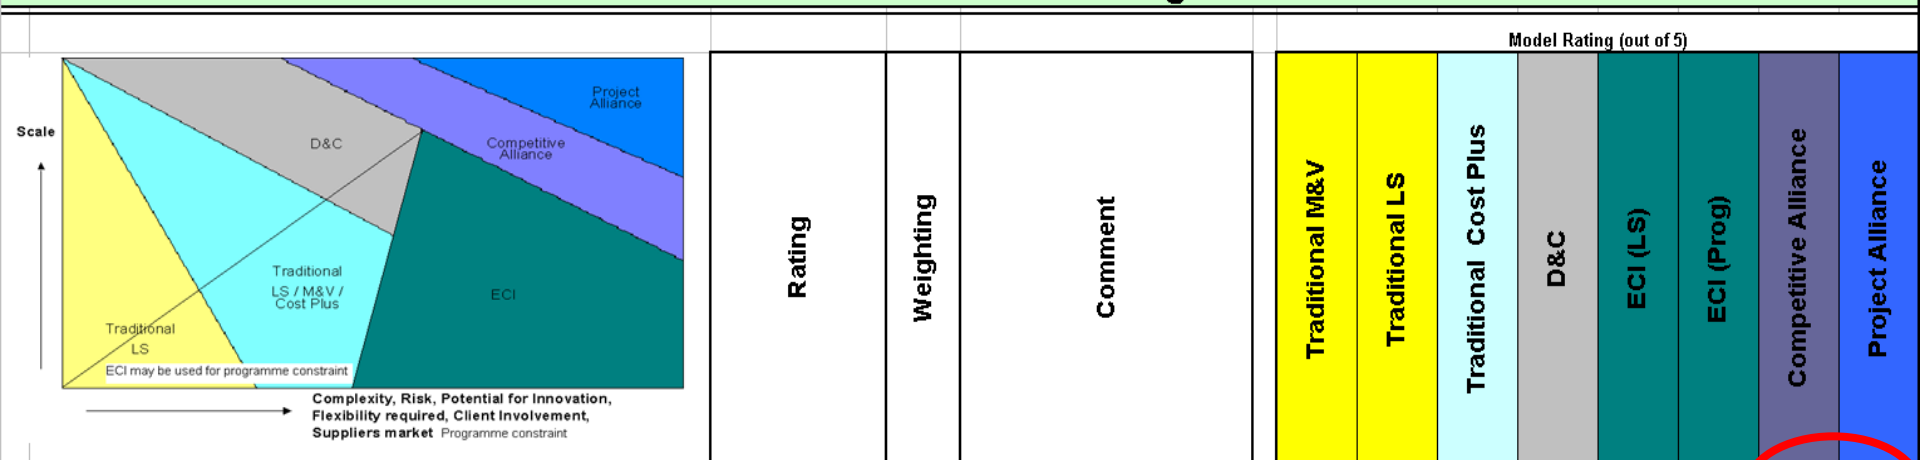 Model Rating (out of 5)
Project
Alliance
Scale
D&C
Competitive
Alliance
Traditional
LS / M&V /
Cost Plus
ECI
Traditional
LS
ECI may be used for programme constraint
Complexity, Risk, Potential for Innovation,
Flexibility required, Client Involvement,
Suppliers market Programme constraint
Rating
Weighting
Comment
Traditional M&V
Traditional LS
Traditional Cost Plus
D&C
ECI (LS)
ECI (Prog)
Competitive Alliance
Project Alliance